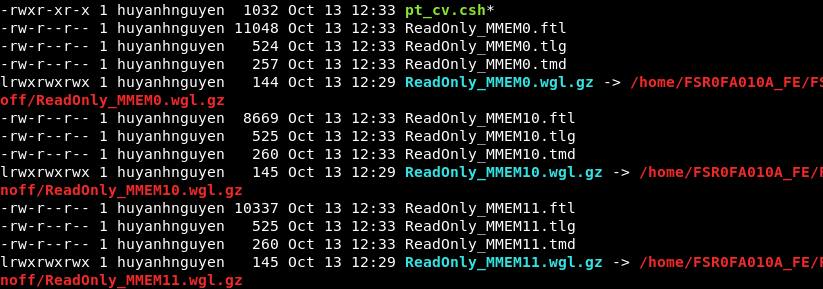 -rwxr-xr-x 1 huyanhnguyen  1032 Oct 13 12:33 pt_cv.csh*
-rw-r--r-- 1 huyanhnguyen 11048 Oct 13 12:33 ReadOnly_MMEM0.ftl
-rw-r--r-- 1 huyanhnguyen   524 Oct 13 12:33 ReadOnly_MMEM0.tlg
-rw-r--r-- 1 huyanhnguyen   257 Oct 13 12:33 ReadOnly_MMEM0.tmd
lrwxrwxrwx 1 huyanhnguyen   144 Oct 13 12:29 ReadOnly_MMEM0.wgl.gz -> /home/FSR0FA010A_FE/FS
off/ReadOnly_MMEM0.wgl.gz
-rw-r--r-- 1 huyanhnguyen  8669 Oct 13 12:33 ReadOnly_MMEM10.ftl
-rw-r--r-- 1 huyanhnguyen   525 Oct 13 12:33 ReadOnly_MMEM10.tlg
-rw-r--r-- 1 huyanhnguyen   260 Oct 13 12:33 ReadOnly_MMEM10.tmd
lrwxrwxrwx 1 huyanhnguyen   145 Oct 13 12:29 ReadOnly_MMEM10.wgl.gz -> /home/FSR0FA010A_FE/F
noff/ReadOnly_MMEM10.wgl.gz
-rw-r--r-- 1 huyanhnguyen 10337 Oct 13 12:33 ReadOnly_MMEM11.ftl
-rw-r--r-- 1 huyanhnguyen   525 Oct 13 12:33 ReadOnly_MMEM11.tlg
-rw-r--r-- 1 huyanhnguyen   260 Oct 13 12:33 ReadOnly_MMEM11.tmd
lrwxrwxrwx 1 huyanhnguyen   145 Oct 13 12:29 ReadOnly_MMEM11.wgl.gz -> /home/FSR0FA010A_FE/F
noff/ReadOnly_MMEM11.wgl.gz